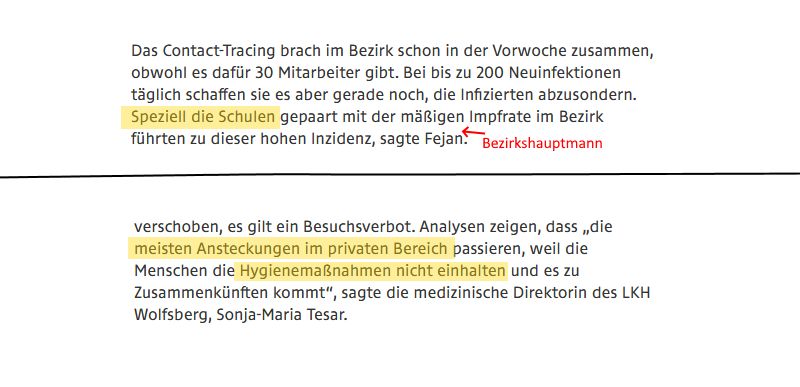 Das Contact-Tracing brach im Bezirk schon in der Vorwoche zusammen,
obwohl es dafür 30 Mitarbeiter gibt. Bei bis zu 200 Neuinfektionen
täglich schaffen sie es aber gerade noch, die Infizierten abzusondern.
Speziell die Schulen gepaart mit der mäßigen Impfrate im Bezirk
führten zu dieser hohen Inzidenz, sagte Fejan.
Bezirkshauptmann
verschoben, es gilt ein Besuchsverbot. Analysen zeigen, dass „die
meisten Ansteckungen im privaten Bereich passieren, weil die
Menschen die Hygienemaßnahmen nicht einhalten und es zu
Zusammenkünften kommt“, sagte die medizinische Direktorin des LKH
Wolfsberg, Sonja-Maria Tesar.